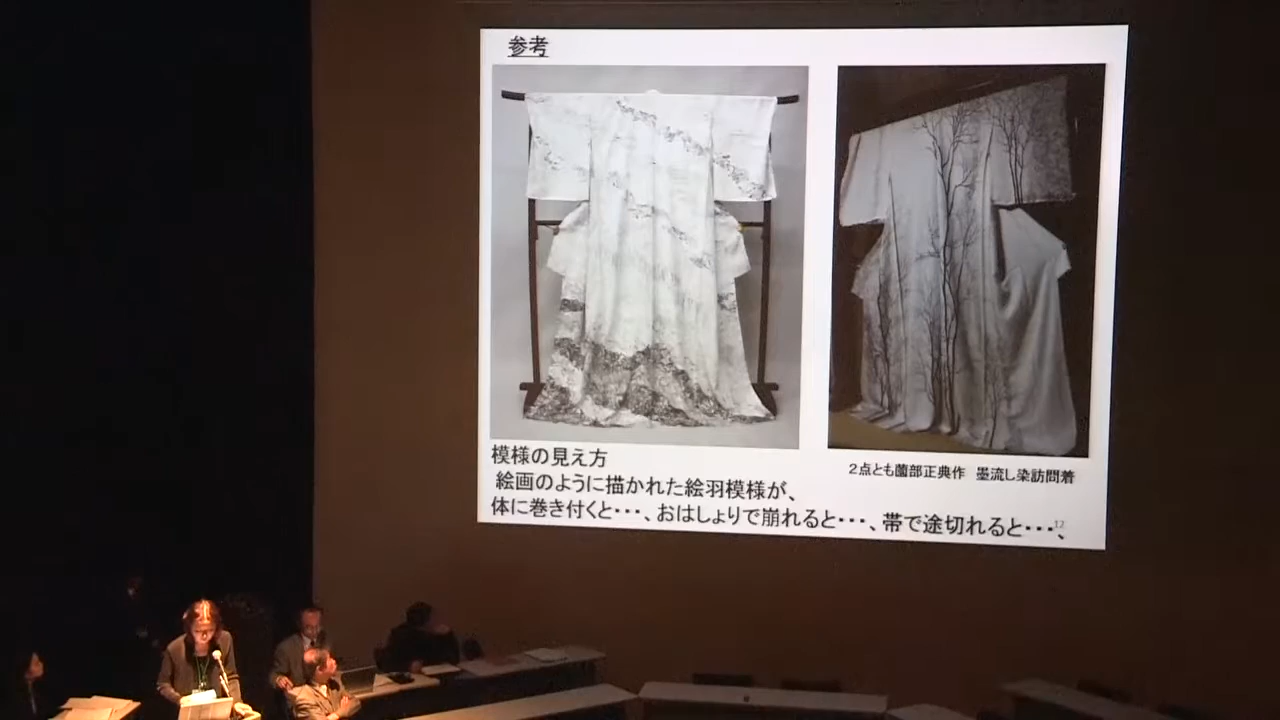 参考
模様の見え方
絵画のように描かれた絵羽模様が、
体に巻き付くと・・・、おはしょりで崩れると・・・、帯で途切れると・・・、
２点とも薗部正典作　墨流し染訪問着
12